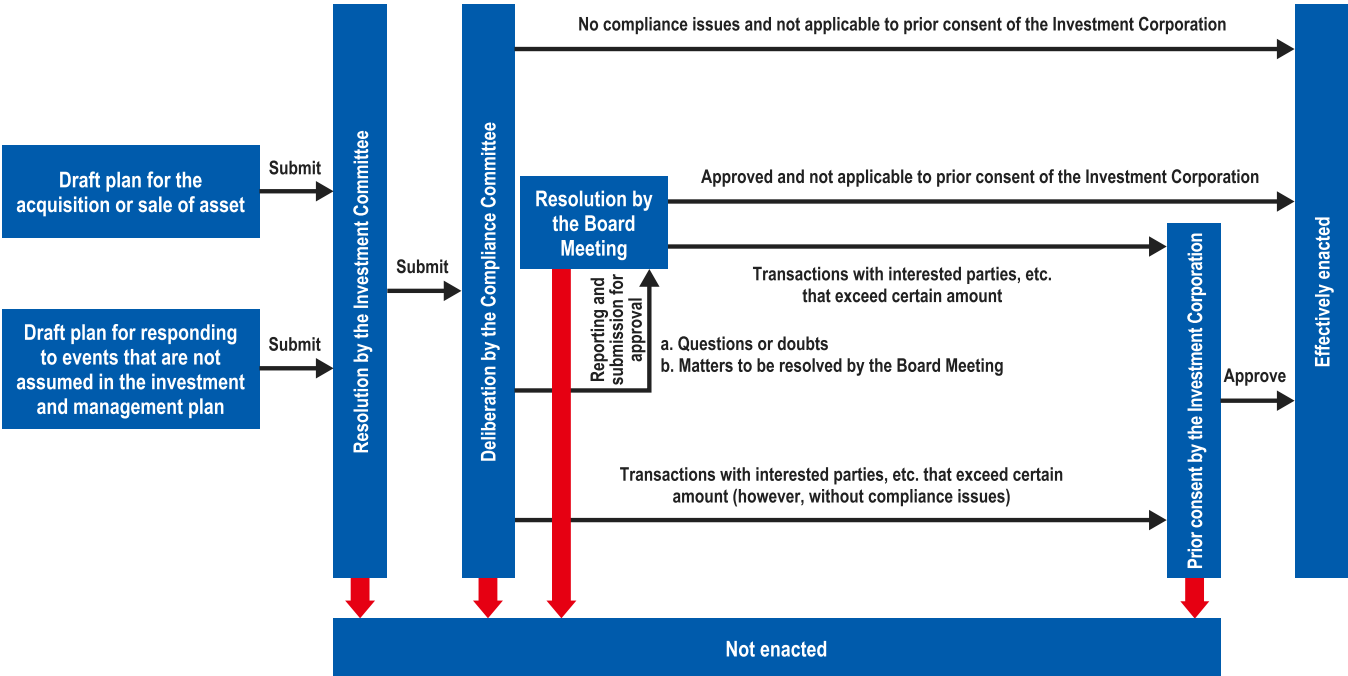 No compliance issues and not applicable to prior consent of the Investment Corporation
Draft plan for the
acquisition or sale of asset
Submit
Draft plan for responding
to events that are not
assumed in the investment
and management plan
Submit
Resolution by the Investment Committee
Submit
Deliberation by the Compliance Committee
Resolution by
the Board
Meeting
Approved and not applicable to prior consent of the Investment Corporation
Transactions with interested parties, etc.
that exceed certain amount
Reporting and
submission for
approval
a. Questions or doubts
b. Matters to be resolved by the Board Meeting
Transactions with interested parties, etc. that exceed certain
amount (however, without compliance issues)
Prior consent by the Investment Corporation
Approve
Effectively enacted
Not enacted